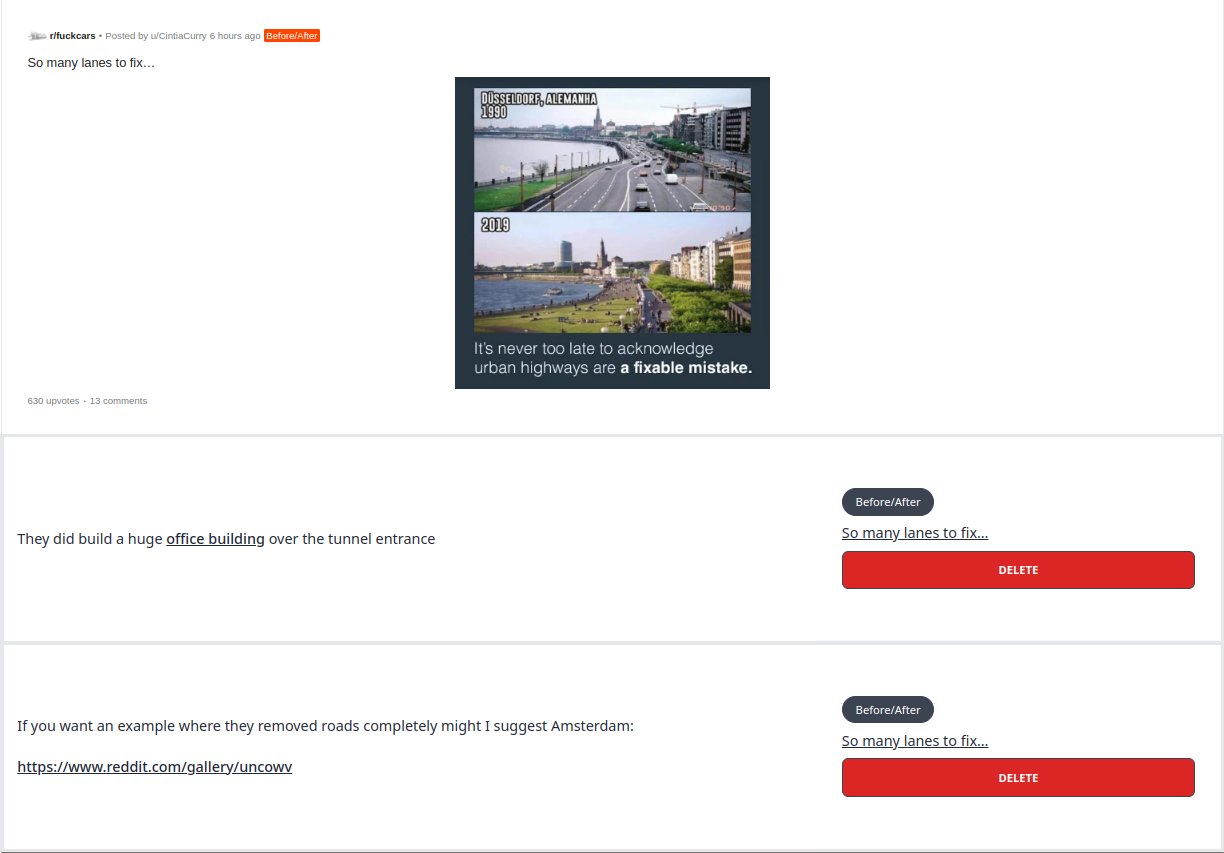 r/fuckcars • Posted by u/CintiaCurry 6 hours ago Before/After
So many lanes to fix…
DÜSSELDORF, ALEMANHA
1990
2019
It's never too late to acknowledge
urban highways are a fixable mistake.
630 upvotes · 13 comments
They did build a huge office building over the tunnel entrance
Before/After
So many lanes to fix…
DELETE
If you want an example where they removed roads completely might I suggest Amsterdam:
https://www.reddit.com/gallery/uncowv
Before/After
So many lanes to fix…
DELETE